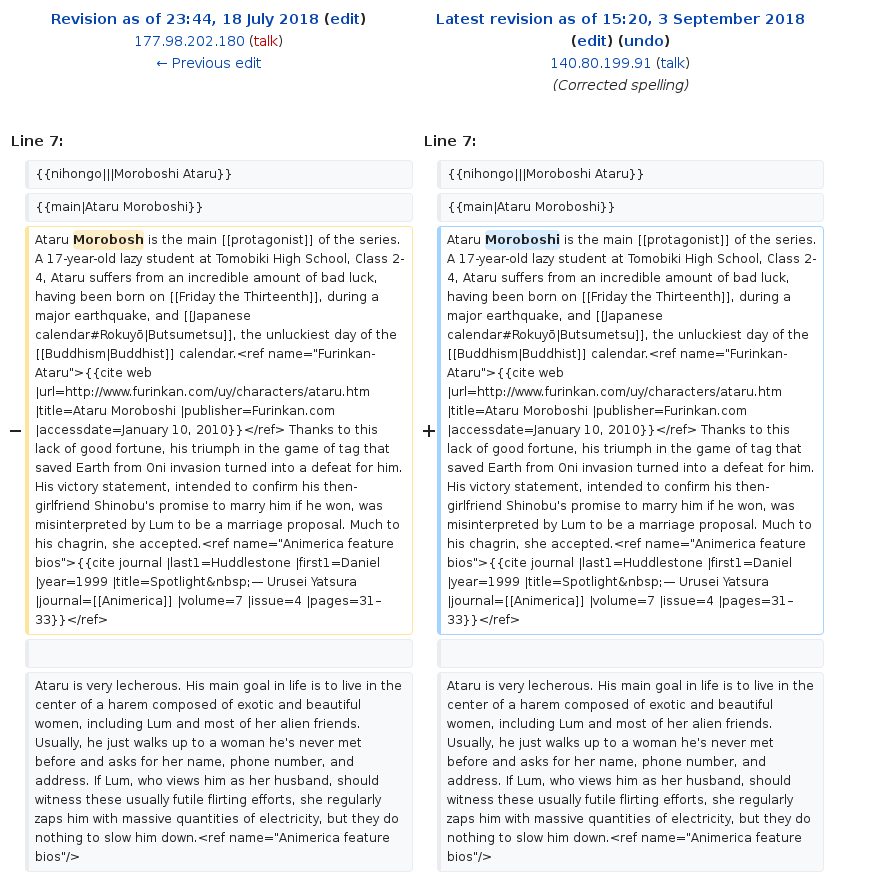 Revision as of 23:44, 18 July 2018 (edit)
177.98.202.180 (talk)
← Previous edit
Latest revision as of 15:20, 3 September 2018
(edit) (undo)
140.80.199.91 (talk)
(Corrected spelling)
Line 7:
Line 7:
{{nihongo|||Moroboshi Ataru}}
{{nihongo|||Moroboshi Ataru}}
{{main|Ataru Moroboshi}}
{{main|Ataru Moroboshi}}
−
Ataru Morobosh is the main [[protagonist]] of the series.
A 17-year-old lazy student at Tomobiki High School, Class 2-
4, Ataru suffers from an incredible amount of bad luck,
having been born on [[Friday the Thirteenth]], during a
major earthquake, and [[Japanese
calendar#Rokuyō|Butsumetsu]], the unluckiest day of the
[[Buddhism|Buddhist]] calendar.<ref name="Furinkan-
Ataru">{{cite web
|url=http://www.furinkan.com/uy/characters/ataru.htm
|title=Ataru Moroboshi |publisher=Furinkan.com
|accessdate=January 10, 2010}}</ref> Thanks to this
lack of good fortune, his triumph in the game of tag that
saved Earth from Oni invasion turned into a defeat for him.
His victory statement, intended to confirm his then-
girlfriend Shinobu's promise to marry him if he won, was
misinterpreted by Lum to be a marriage proposal. Much to
his chagrin, she accepted.<ref name="Animerica feature
bios">{{cite journal |last1=Huddlestone |first1=Daniel
|year=1999 |title=Spotlight&nbsp;— Urusei Yatsura
|journal=[[Animerica]] |volume=7 |issue=4 |pages=31–
33}}</ref>
+
Ataru Moroboshi is the main [[protagonist]] of the series.
A 17-year-old lazy student at Tomobiki High School, Class 2-
4, Ataru suffers from an incredible amount of bad luck,
having been born on [[Friday the Thirteenth]], during a
major earthquake, and [[Japanese
calendar#Rokuyō|Butsumetsu]], the unluckiest day of the
[[Buddhism|Buddhist]] calendar.<ref name="Furinkan-
Ataru">{{cite web
|url=http://www.furinkan.com/uy/characters/ataru.htm
|title=Ataru Moroboshi |publisher=Furinkan.com
|accessdate=January 10, 2010}}</ref> Thanks to this
lack of good fortune, his triumph in the game of tag that
saved Earth from Oni invasion turned into a defeat for him.
His victory statement, intended to confirm his then-
girlfriend Shinobu's promise to marry him if he won, was
misinterpreted by Lum to be a marriage proposal. Much to
his chagrin, she accepted.<ref name="Animerica feature
bios">{{cite journal |last1=Huddlestone |first1=Daniel
|year=1999 |title=Spotlight&nbsp;— Urusei Yatsura
|journal=[[Animerica]] |volume=7 |issue=4 |pages=31–
33}}</ref>
Ataru is very lecherous. His main goal in life is to live in the
center of a harem composed of exotic and beautiful
women, including Lum and most of her alien friends.
Usually, he just walks up to a woman he's never met
before and asks for her name, phone number, and
address. If Lum, who views him as her husband, should
witness these usually futile flirting efforts, she regularly
zaps him with massive quantities of electricity, but they do
nothing to slow him down.<ref name="Animerica feature
bios"/>
Ataru is very lecherous. His main goal in life is to live in the
center of a harem composed of exotic and beautiful
women, including Lum and most of her alien friends.
Usually, he just walks up to a woman he's never met
before and asks for her name, phone number, and
address. If Lum, who views him as her husband, should
witness these usually futile flirting efforts, she regularly
zaps him with massive quantities of electricity, but they do
nothing to slow him down.<ref name="Animerica feature
bios"/>